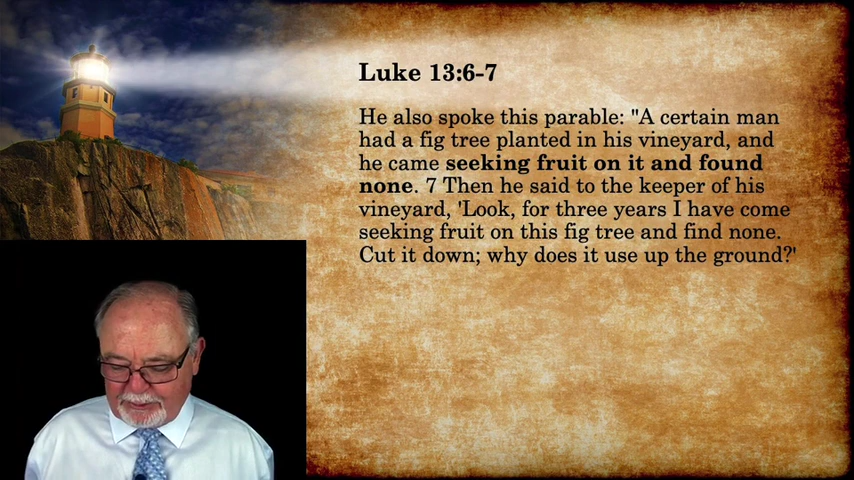 Luke 13:6-7
He also spoke this parable: "A certain man
had a fig tree planted in his vineyard, and
he came seeking fruit on it and found
none. 7 Then he said to the keeper of his
vineyard, 'Look, for three years I have come
seeking fruit on this fig tree and find none.
Cut it down; why does it use up the ground?'